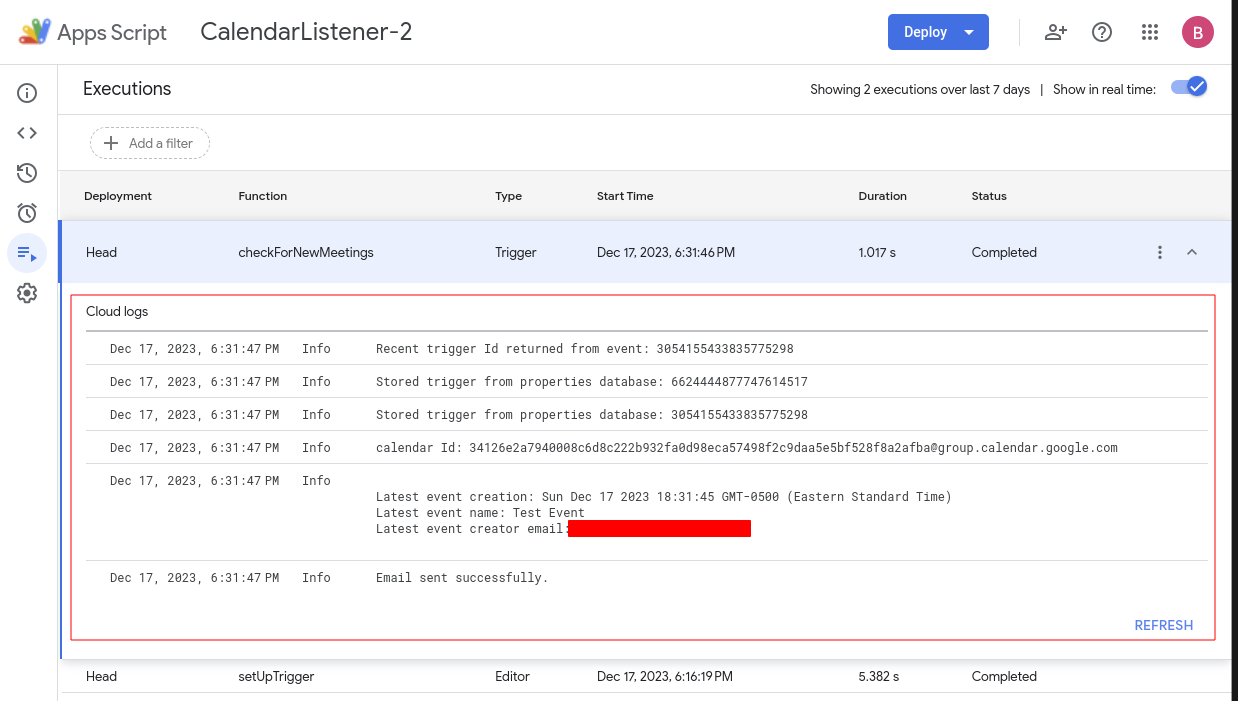 Apps Script CalendarListener-2 Deploy B
Executions Showing 2 executions over last 7 days | Show in real time:
Add a filter
Deployment Function Type Start Time Duration Status
Head checkForNewMeetings Trigger Dec 17, 2023, 6:31:46 PM 1.017 s Completed
Cloud logs
Dec 17, 2023, 6:31:47 PM Info Recent trigger Id returned from event: 3054155433835775298
Dec 17, 2023, 6:31:47 PM Info Stored trigger from properties database: 6624444877747614517
Dec 17, 2023, 6:31:47 PM Info Stored trigger from properties database: 3054155433835775298
Dec 17, 2023, 6:31:47 PM Info calendar Id: 34126e2a7940008c6d8c222b932fa0d98eca57498f2c9daa5e5bf528f8a2afba@group.calendar.google.com
Dec 17, 2023, 6:31:47 PM Info
Latest event creation: Sun Dec 17 2023 18:31:45 GMT-0500 (Eastern Standard Time)
Latest event name: Test Event
Latest event creator email:
Dec 17, 2023, 6:31:47 PM Info Email sent successfully.
REFRESH
Head setUpTrigger Editor Dec 17, 2023, 6:16:19 PM 5.382 s Completed